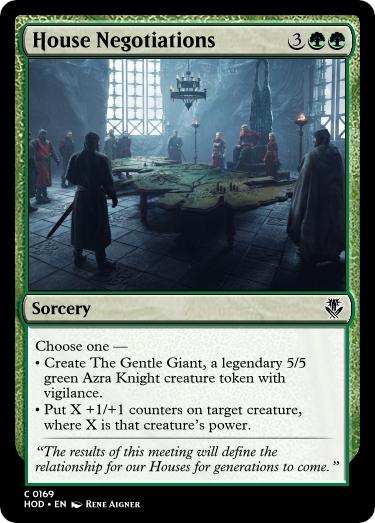 House Negotiations 3
Sorcery
Choose one —
• Create The Gentle Giant, a legendary 5/5
green Azra Knight creature token with
vigilance.
• Put X +1/+1 counters on target creature,
where X is that creature's power.
"The results of this meeting will define the
relationship for our Houses for generations to come."
C 0169
HOD • EN Rene Aigner